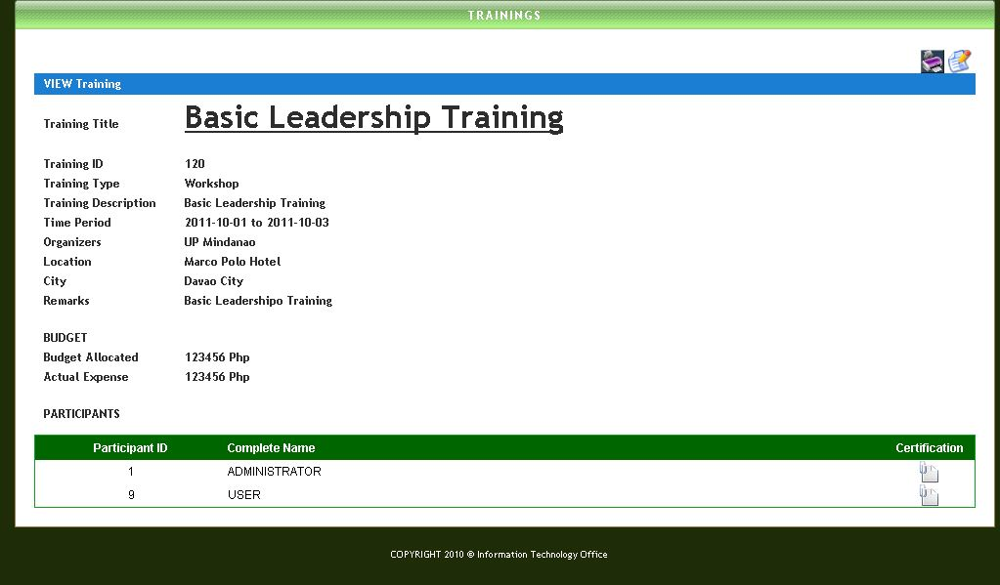 TRAININGS
VIEW Training
Training Title Basic Leadership Training
Training ID 120
Training Type Workshop
Training Description Basic Leadership Training
Time Period 2011-10-01 to 2011-10-03
Organizers UP Mindanao
Location Marco Polo Hotel
City Davao City
Remarks Basic Leadershipo Training
BUDGET
Budget Allocated 123456 Php
Actual Expense 123456 Php
PARTICIPANTS
Participant ID Complete Name Certification
1 ADMINISTRATOR
9 USER
COPYRIGHT 2010 © Information Technology Office